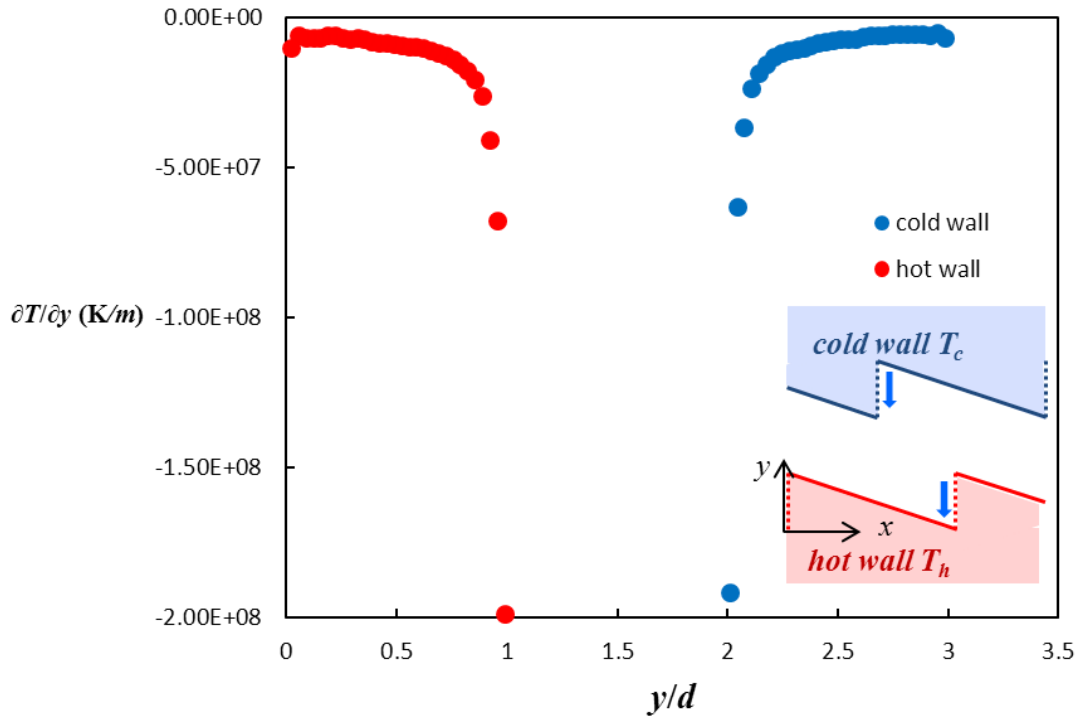 0.00E+00
-5.00E+07
-1.00E+08
-1.50E+08
-2.00E+08
∂T/∂y (K/m)
cold wall
hot wall
cold wall T_c
y
x
hot wall T_h
0 0.5 1 1.5 2 2.5 3 3.5
y/d